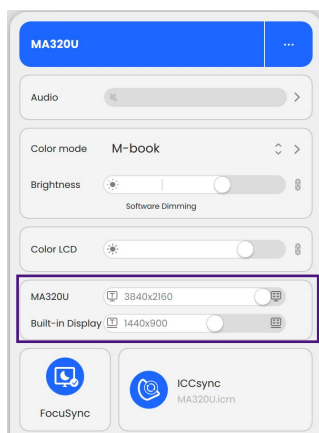 MA320U ...
Audio
Color mode M-book
Brightness
Software Dimming
Color LCD
MA320U 3840x2160
Built-in Display 1440x900
FocuSync
ICCsync
MA320U.icm